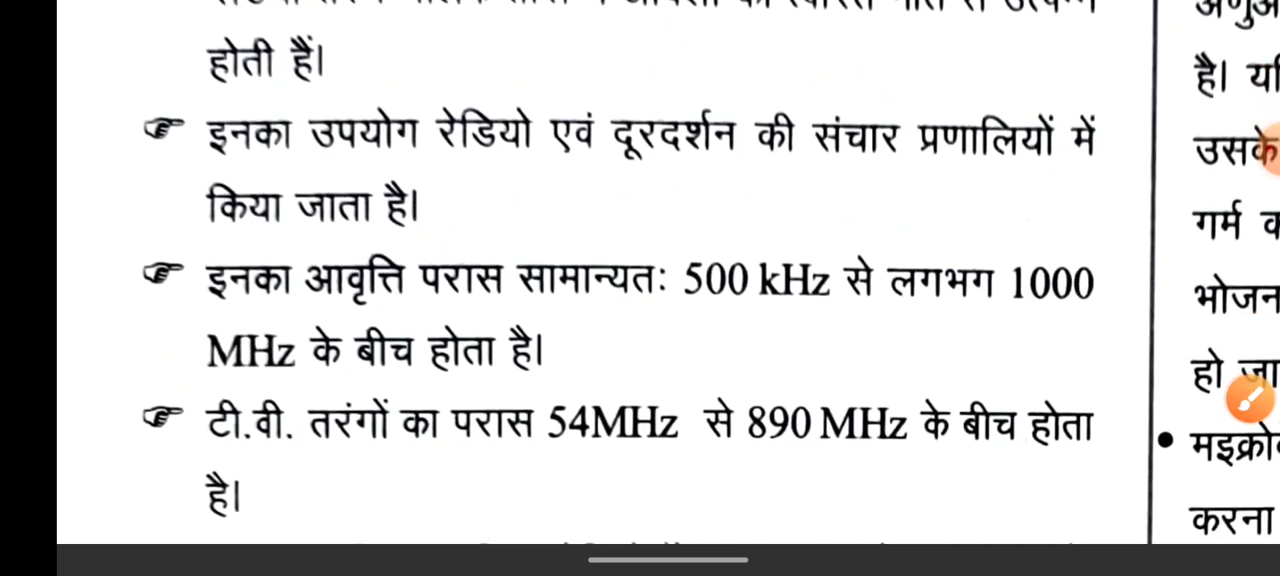 होती हैं।
☞ इनका उपयोग रेडियो एवं दूरदर्शन की संचार प्रणालियों में
किया जाता है।
☞ इनका आवृत्ति परास सामान्यतः 500 kHz से लगभग 1000
MHz के बीच होता है।
☞ टी.वी. तरंगों का परास 54MHz से 890 MHz के बीच होता
है।
है। 
उसके
गर्म
भोजन
हो
•
करना